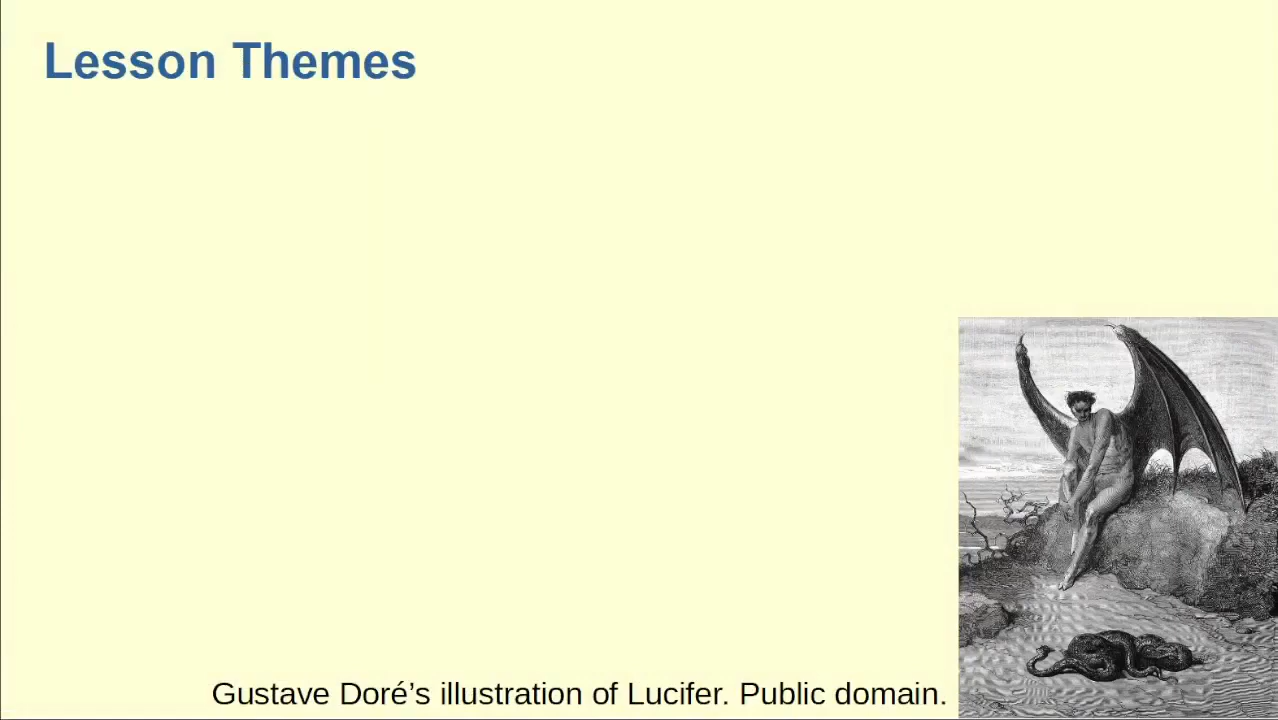 Lesson Themes
Gustave Doré’s illustration of Lucifer. Public domain.